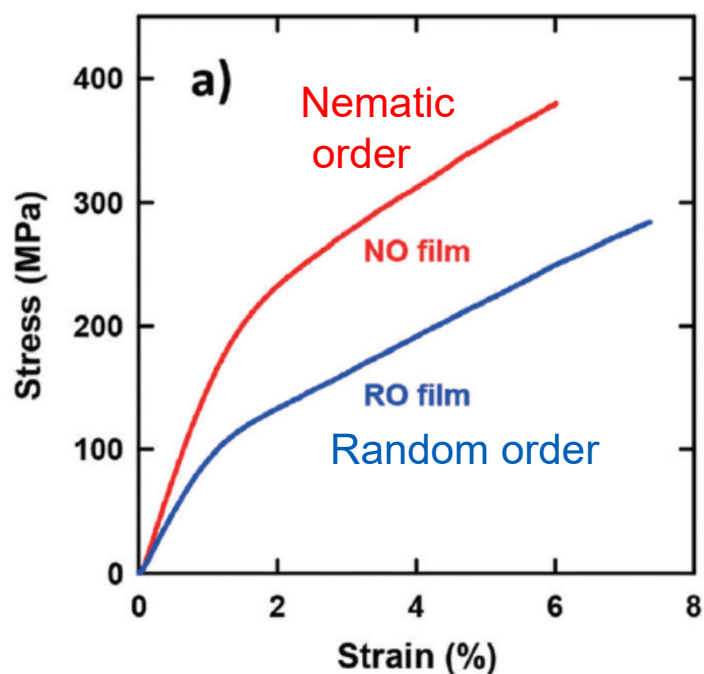 a)
Nematic
order
NO film
RO film
Random order
400
300
200
100
0
0 2 4 6 8
Stress (MPa)
Strain (%)